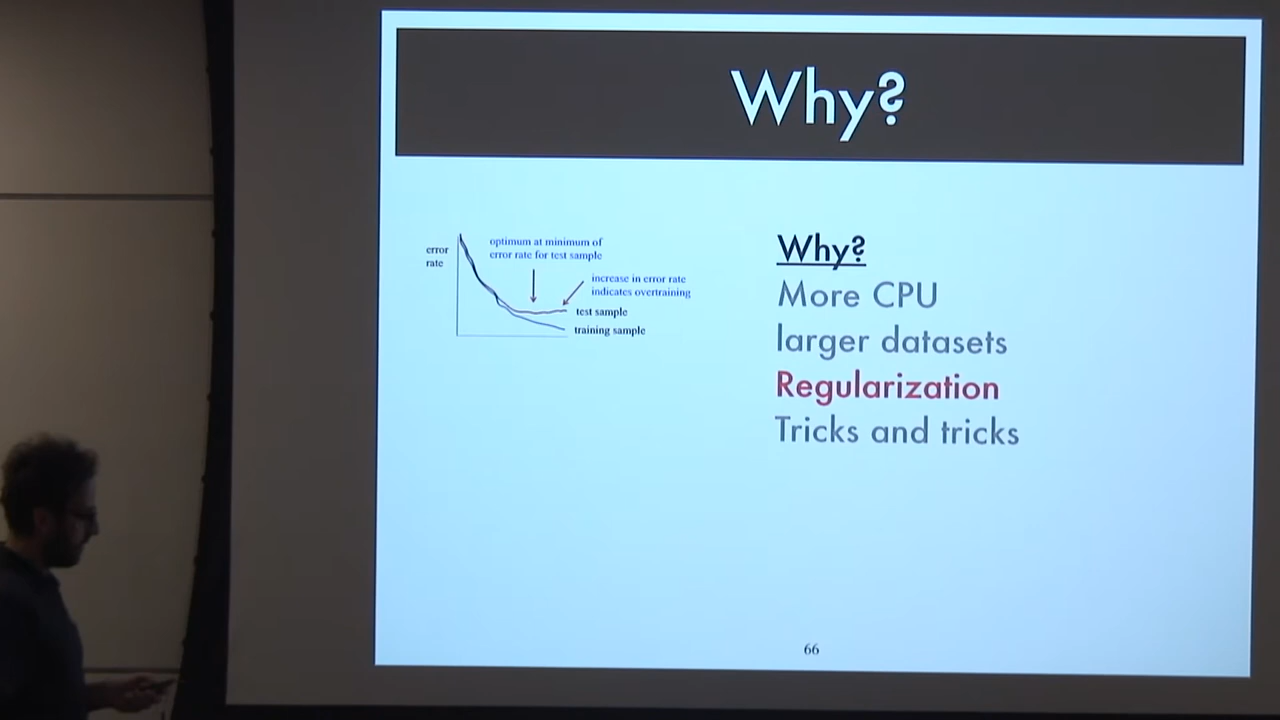 Why?
error
rate
optimum at minimum of
error rate for test sample
increase in error rate
indicates overtraining
test sample
training sample
Why?
More CPU
larger datasets
Regularization
Tricks and tricks
66